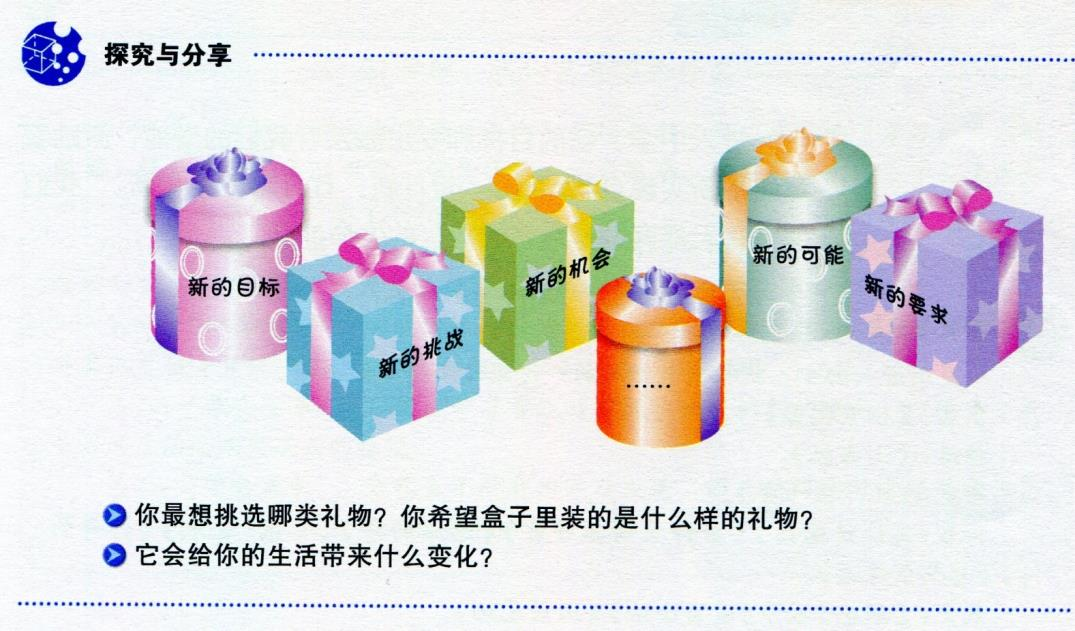 探究与分享
新的目标
新的挑战
新的机会
……
新的可能
新的要求
你最想挑选哪类礼物？你希望盒子里装的是什么样的礼物？
它会给你的生活带来什么变化？